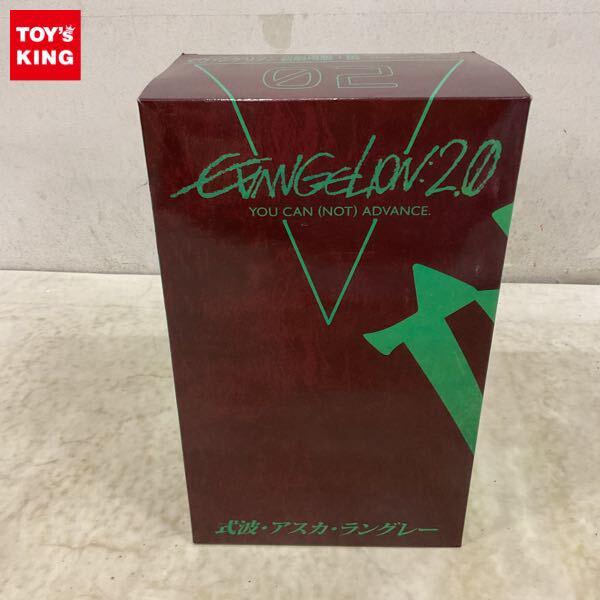 TOY's
KING
02
EVANGELION:2.0
YOU CAN (NOT) ADVANCE.
式波・アスカ・ラングレー